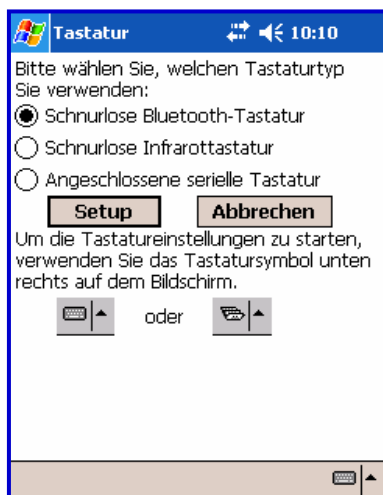 Tastatur 10:10
Bitte wählen Sie, welchen Tastaturtyp
Sie verwenden:
Schnurlose Bluetooth-Tastatur
Schnurlose Infrarottastatur
Angeschlossene serielle Tastatur
Setup Abbrechen
Um die Tastatureinstellungen zu starten,
verwenden Sie das Tastatursymbol unten
rechts auf dem Bildschirm.
oder